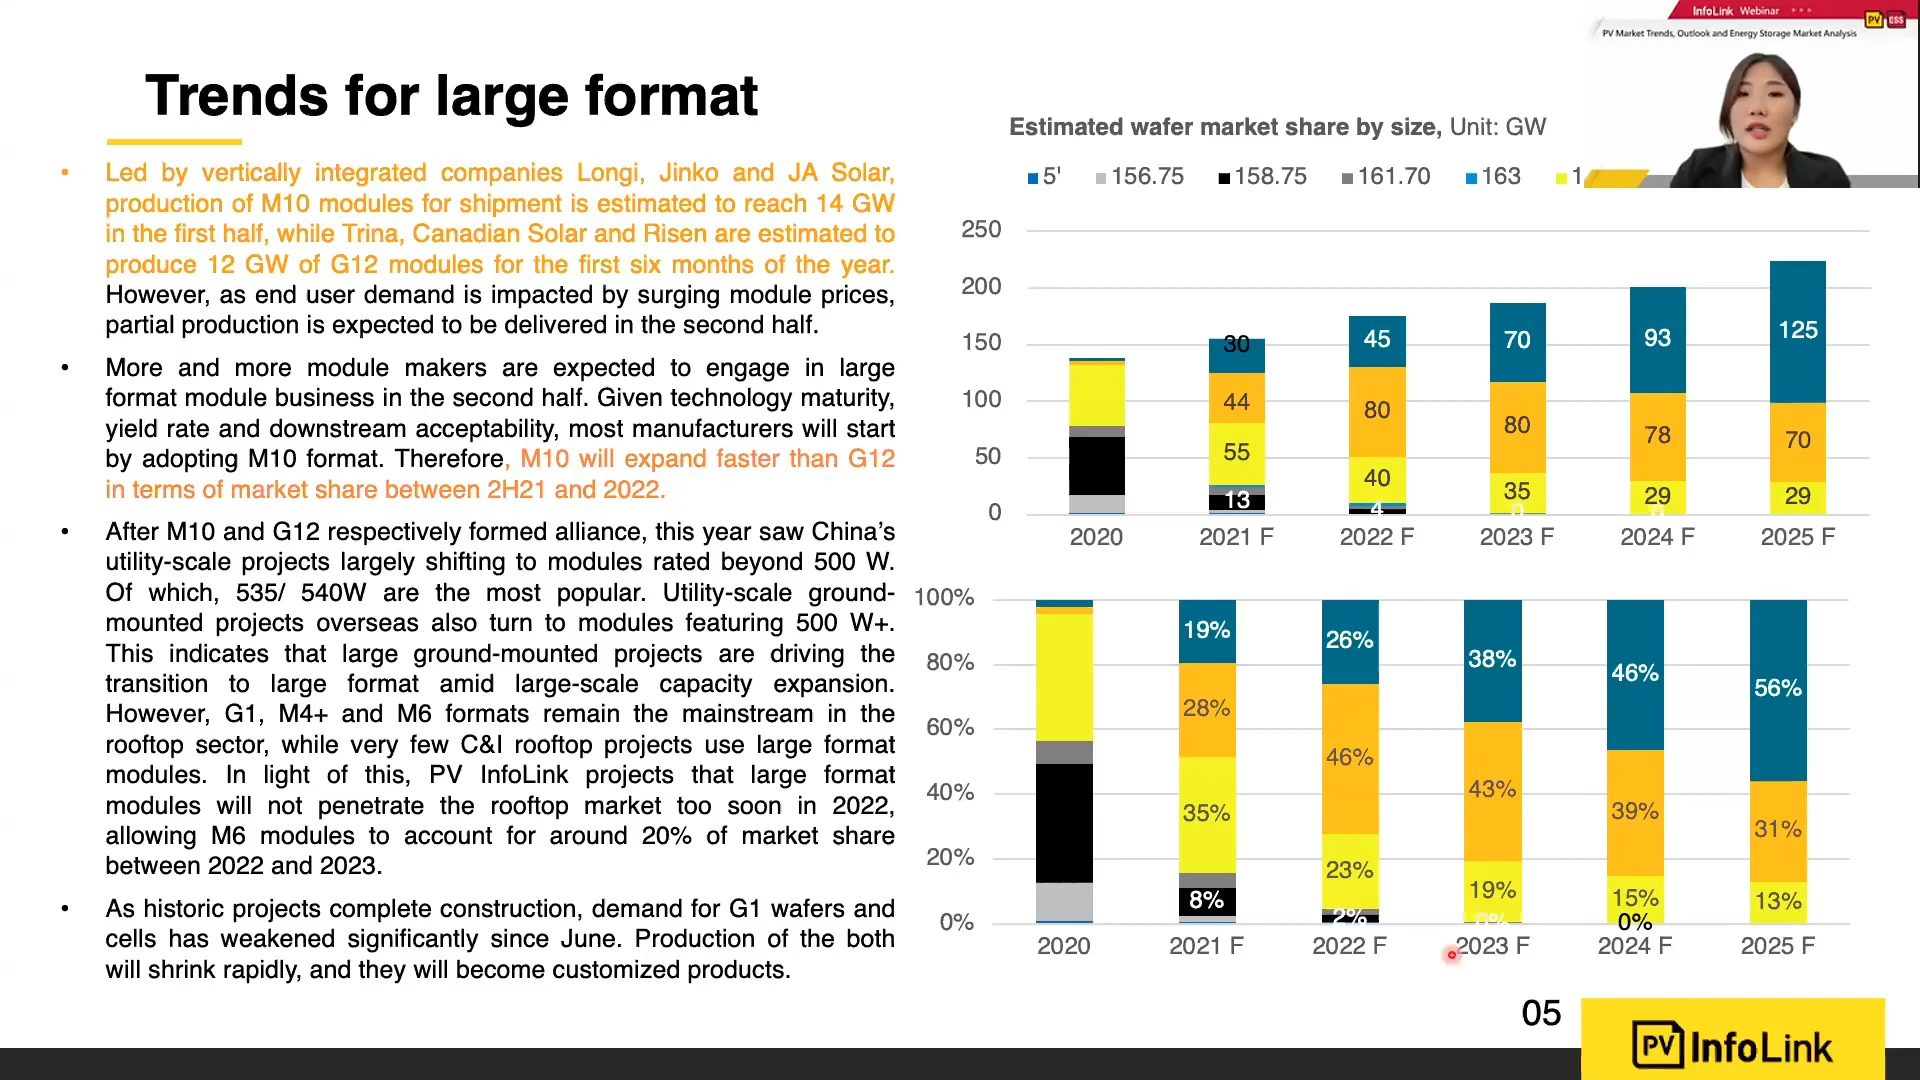 InfoLink Webinar
PV ESS
PV Market Trends, Outlook and Energy Storage Market Analysis
Trends for large format
• Led by vertically integrated companies Longi, Jinko and JA Solar,
production of M10 modules for shipment is estimated to reach 14 GW
in the first half, while Trina, Canadian Solar and Risen are estimated to
produce 12 GW of G12 modules for the first six months of the year.
However, as end user demand is impacted by surging module prices,
partial production is expected to be delivered in the second half.
• More and more module makers are expected to engage in large
format module business in the second half. Given technology maturity,
yield rate and downstream acceptability, most manufacturers will start
by adopting M10 format. Therefore, M10 will expand faster than G12
in terms of market share between 2H21 and 2022.
• After M10 and G12 respectively formed alliance, this year saw China’s
utility-scale projects largely shifting to modules rated beyond 500 W.
Of which, 535/ 540W are the most popular. Utility-scale ground-
mounted projects overseas also turn to modules featuring 500 W+.
This indicates that large ground-mounted projects are driving the
transition to large format amid large-scale capacity expansion.
However, G1, M4+ and M6 formats remain the mainstream in the
rooftop sector, while very few C&I rooftop projects use large format
modules. In light of this, PV InfoLink projects that large format
modules will not penetrate the rooftop market too soon in 2022,
allowing M6 modules to account for around 20% of market share
between 2022 and 2023.
• As historic projects complete construction, demand for G1 wafers and
cells has weakened significantly since June. Production of the both
will shrink rapidly, and they will become customized products.
Estimated wafer market share by size, Unit: GW
5' 156.75 158.75 161.70 163 1
250
200
150
100
50
0
30
44
55
13
45
80
40
4
70
80
35
0
93
78
29
0
125
70
29
2020 2021 F 2022 F 2023 F 2024 F 2025 F
100%
80%
60%
40%
20%
0%
19%
28%
35%
8%
26%
46%
23%
2%
38%
43%
19%
0%
46%
39%
15%
0%
56%
31%
13%
2020 2021 F 2022 F 2023 F 2024 F 2025 F
05
PV InfoLink